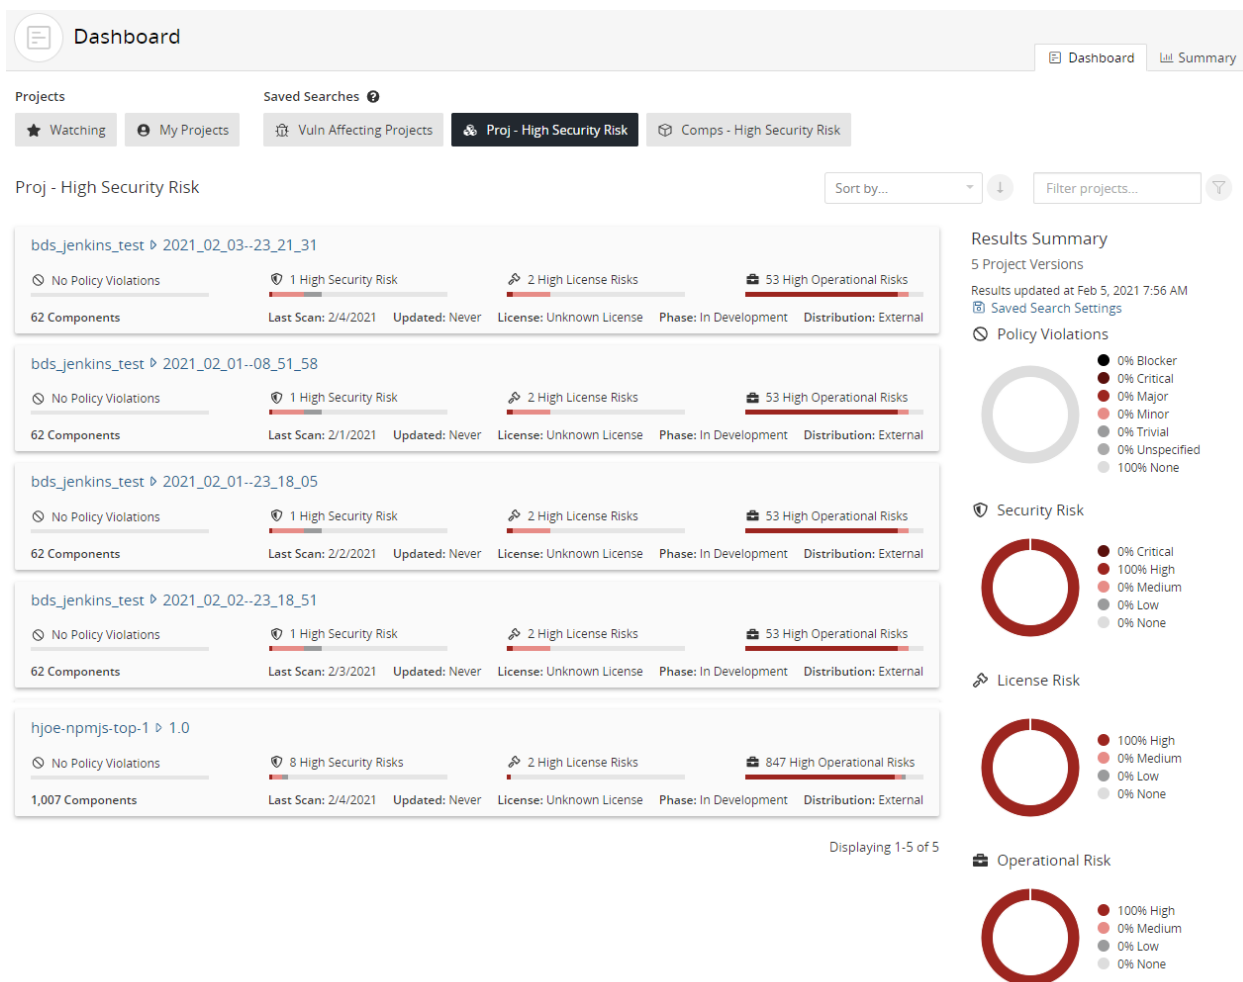 Dashboard
Dashboard Summary
Projects Saved Searches
Watching My Projects Vuln Affecting Projects Proj - High Security Risk Comps - High Security Risk
Proj - High Security Risk Sort by... Filter projects...
bds_jenkins_test 2021_02_03--23_21_31
No Policy Violations 1 High Security Risk 2 High License Risks 53 High Operational Risks
62 Components Last Scan: 2/4/2021 Updated: Never License: Unknown License Phase: In Development Distribution: External
bds_jenkins_test 2021_02_01--08_51_58
No Policy Violations 1 High Security Risk 2 High License Risks 53 High Operational Risks
62 Components Last Scan: 2/1/2021 Updated: Never License: Unknown License Phase: In Development Distribution: External
bds_jenkins_test 2021_02_01--23_18_05
No Policy Violations 1 High Security Risk 2 High License Risks 53 High Operational Risks
62 Components Last Scan: 2/2/2021 Updated: Never License: Unknown License Phase: In Development Distribution: External
bds_jenkins_test 2021_02_02--23_18_51
No Policy Violations 1 High Security Risk 2 High License Risks 53 High Operational Risks
62 Components Last Scan: 2/3/2021 Updated: Never License: Unknown License Phase: In Development Distribution: External
hjoe-npmjs-top-1 1.0
No Policy Violations 8 High Security Risks 2 High License Risks 847 High Operational Risks
1,007 Components Last Scan: 2/4/2021 Updated: Never License: Unknown License Phase: In Development Distribution: External
Displaying 1-5 of 5
Results Summary
5 Project Versions
Results updated at Feb 5, 2021 7:56 AM
Saved Search Settings
Policy Violations
0% Blocker
0% Critical
0% Major
0% Minor
0% Trivial
0% Unspecified
100% None
Security Risk
0% Critical
100% High
0% Medium
0% Low
0% None
License Risk
100% High
0% Medium
0% Low
0% None
Operational Risk
100% High
0% Medium
0% Low
0% None